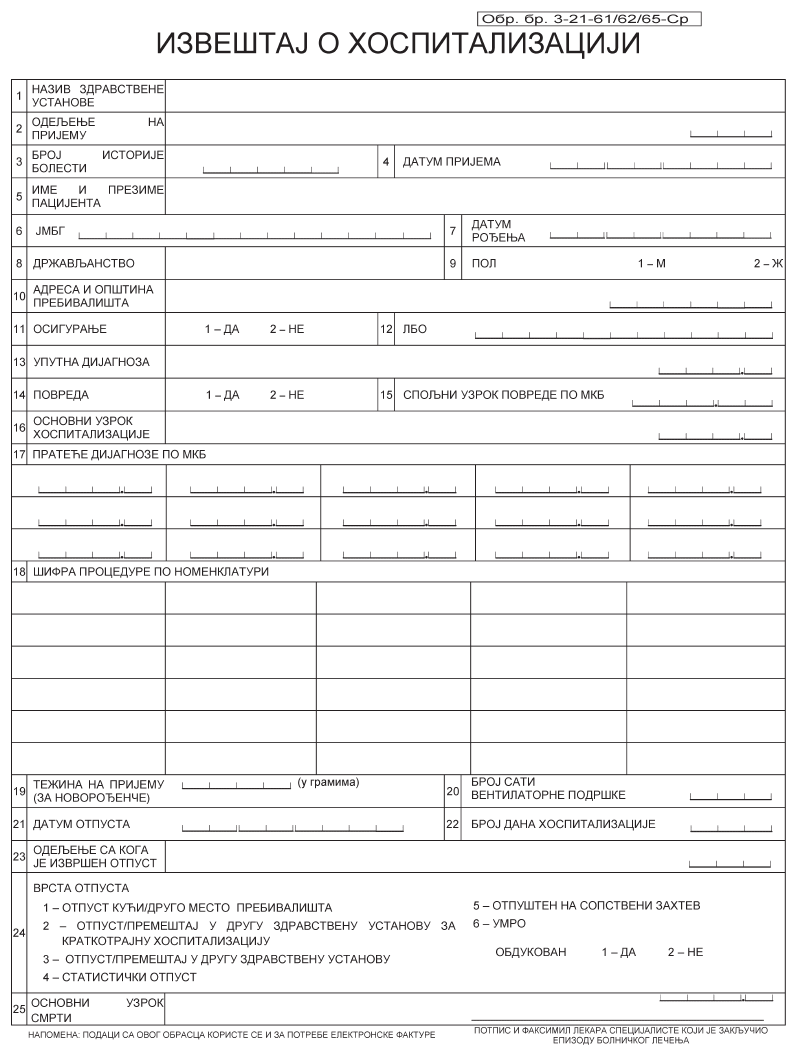 Обр. бр. 3-21-61/62/65-Ср
ИЗВЕШТАЈ О ХОСПИТАЛИЗАЦИЈИ
1 НАЗИВ ЗДРАВСТВЕНЕ
УСТАНОВЕ
2 ОДЕЉЕЊЕ НА
ПРИЈЕМУ
3 БРОЈ ИСТОРИЈЕ
БОЛЕСТИ
4 ДАТУМ ПРИЈЕМА
5 ИМЕ И ПРЕЗИМЕ
ПАЦИЈЕНТА
6 ЈМБГ
7 ДАТУМ
РОЂЕЊА
8 ДРЖАВЉАНСТВО
9 ПОЛ 1 – М 2 – Ж
10 АДРЕСА И ОПШТИНА
ПРЕБИВАЛИШТА
11 ОСИГУРАЊЕ 1 – ДА 2 – НЕ
12 ЛБО
13 УПУТНА ДИЈАГНОЗА
14 ПОВРЕДА 1 – ДА 2 – НЕ
15 СПОЉНИ УЗРОК ПОВРЕДЕ ПО МКБ
16 ОСНОВНИ УЗРОК
ХОСПИТАЛИЗАЦИЈЕ
17 ПРАТЕЋЕ ДИЈАГНОЗЕ ПО МКБ
18 ШИФРА ПРОЦЕДУРЕ ПО НОМЕНКЛАТУРИ
19 ТЕЖИНА НА ПРИЈЕМУ (у грамима)
(ЗА НОВОРОЂЕНЧЕ)
20 БРОЈ САТИ
ВЕНТИЛАТОРНЕ ПОДРШКЕ
21 ДАТУМ ОТПУСТА
22 БРОЈ ДАНА ХОСПИТАЛИЗАЦИЈЕ
23 ОДЕЉЕЊЕ СА КОГА
ЈЕ ИЗВРШЕН ОТПУСТ
24 ВРСТА ОТПУСТА
1 – ОТПУСТ КУЋИ/ДРУГО МЕСТО ПРЕБИВАЛИШТА
2 – ОТПУСТ/ПРЕМЕШТАЈ У ДРУГУ ЗДРАВСТВЕНУ УСТАНОВУ ЗА
КРАТКОТРАЈНУ ХОСПИТАЛИЗАЦИЈУ
3 – ОТПУСТ/ПРЕМЕШТАЈ У ДРУГУ ЗДРАВСТВЕНУ УСТАНОВУ
4 – СТАТИСТИЧКИ ОТПУСТ
5 – ОТПУШТЕН НА СОПСТВЕНИ ЗАХТЕВ
6 – УМРО
ОБДУКОВАН 1 – ДА 2 – НЕ
25 ОСНОВНИ УЗРОК
СМРТИ
НАПОМЕНА: ПОДАЦИ СА ОВОГ ОБРАСЦА КОРИСТЕ СЕ И ЗА ПОТРЕБЕ ЕЛЕКТРОНСКЕ ФАКТУРЕ
ПОТПИС И ФАКСИМИЛ ЛЕКАРА СПЕЦИЈАЛИСТЕ КОЈИ ЈЕ ЗАКЉУЧИО
ЕПИЗОДУ БОЛНИЧКОГ ЛЕЧЕЊА